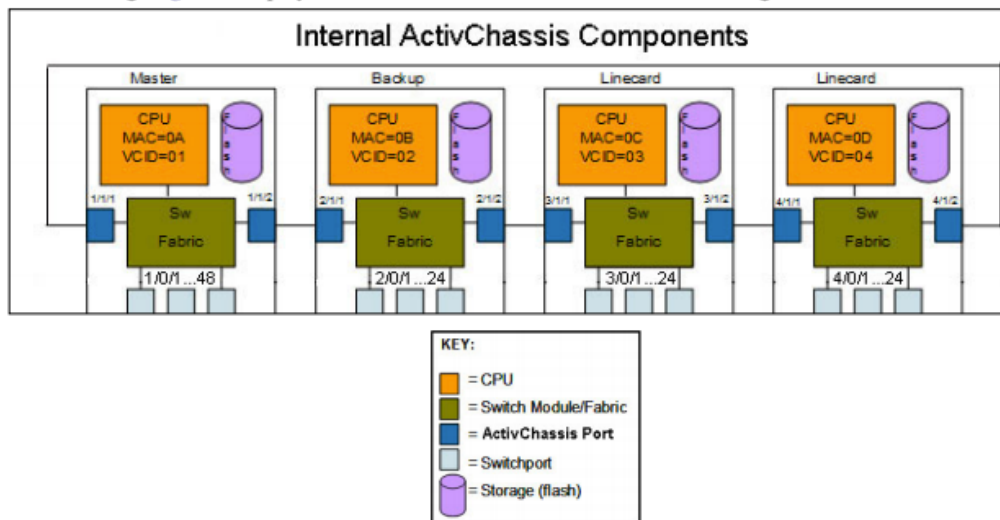 Internal ActivChassis Components
Master
Backup
Linecard
Linecard
CPU
MAC=0A
VCID=01
Flash
CPU
MAC=0B
VCID=02
Flash
CPU
MAC=0C
VCID=03
Flash
CPU
MAC=0D
VCID=04
Flash
1/1/1
1/1/2
2/1/1
2/1/2
3/1/1
3/1/2
4/1/1
4/1/2
Sw
Fabric
Sw
Fabric
Sw
Fabric
Sw
Fabric
1/0/1 ...48
2/0/1 ...24
3/0/1 ...24
4/0/1 ...24
KEY:
= CPU
= Switch Module/Fabric
= ActivChassis Port
= Switchport
= Storage (flash)